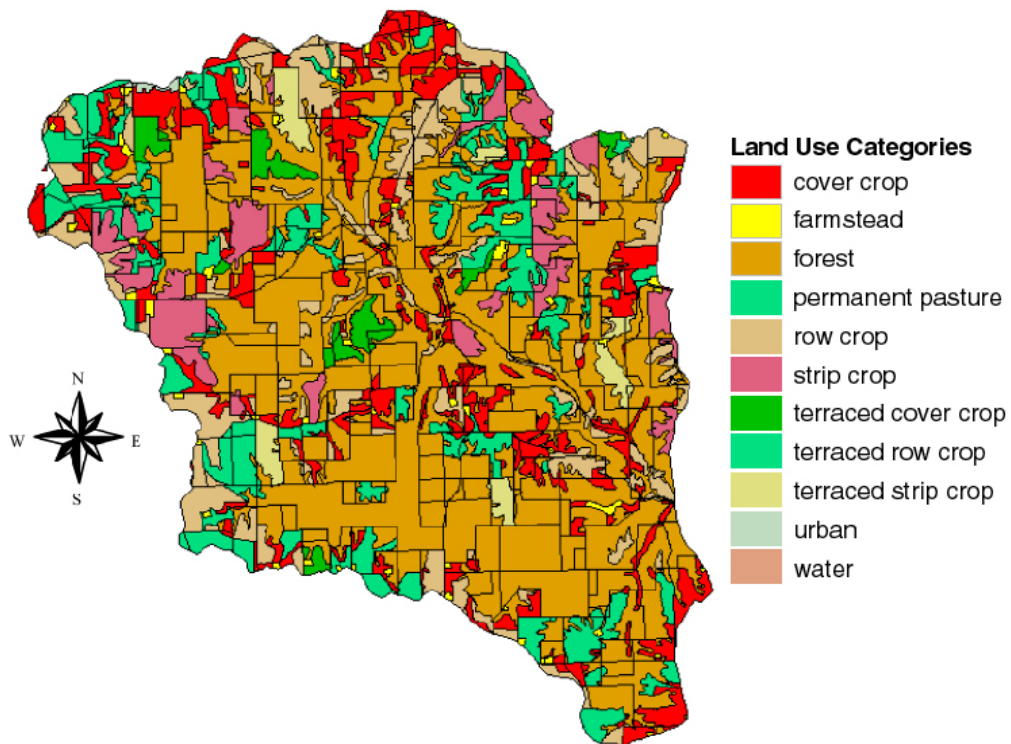 Land Use Categories
cover crop
farmstead
forest
permanent pasture
row crop
strip crop
terraced cover crop
terraced row crop
terraced strip crop
urban
water
N
W E
S